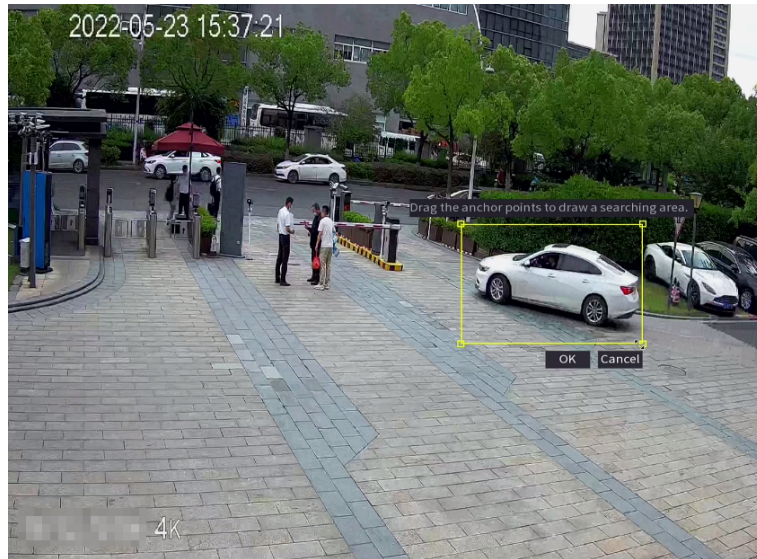 2022-05-23 15:37:21
Drag the anchor points to draw a searching area.
OK
Cancel
4K